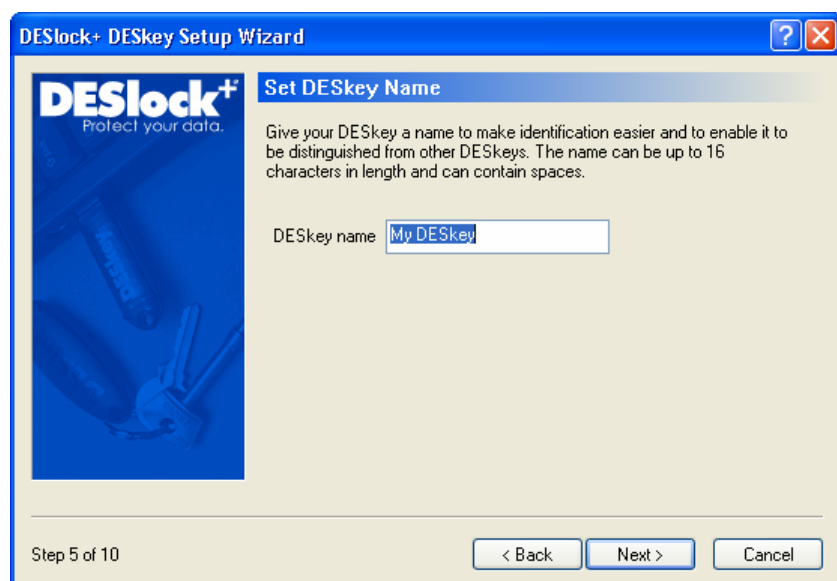 DESlock+ DESkey Setup Wizard
DESlock+
Protect your data.
DESkey
Set DESkey Name
Give your DESkey a name to make identification easier and to enable it to
be distinguished from other DESkeys. The name can be up to 16
characters in length and can contain spaces.
DESkey name My DESkey
Step 5 of 10
< Back Next > Cancel